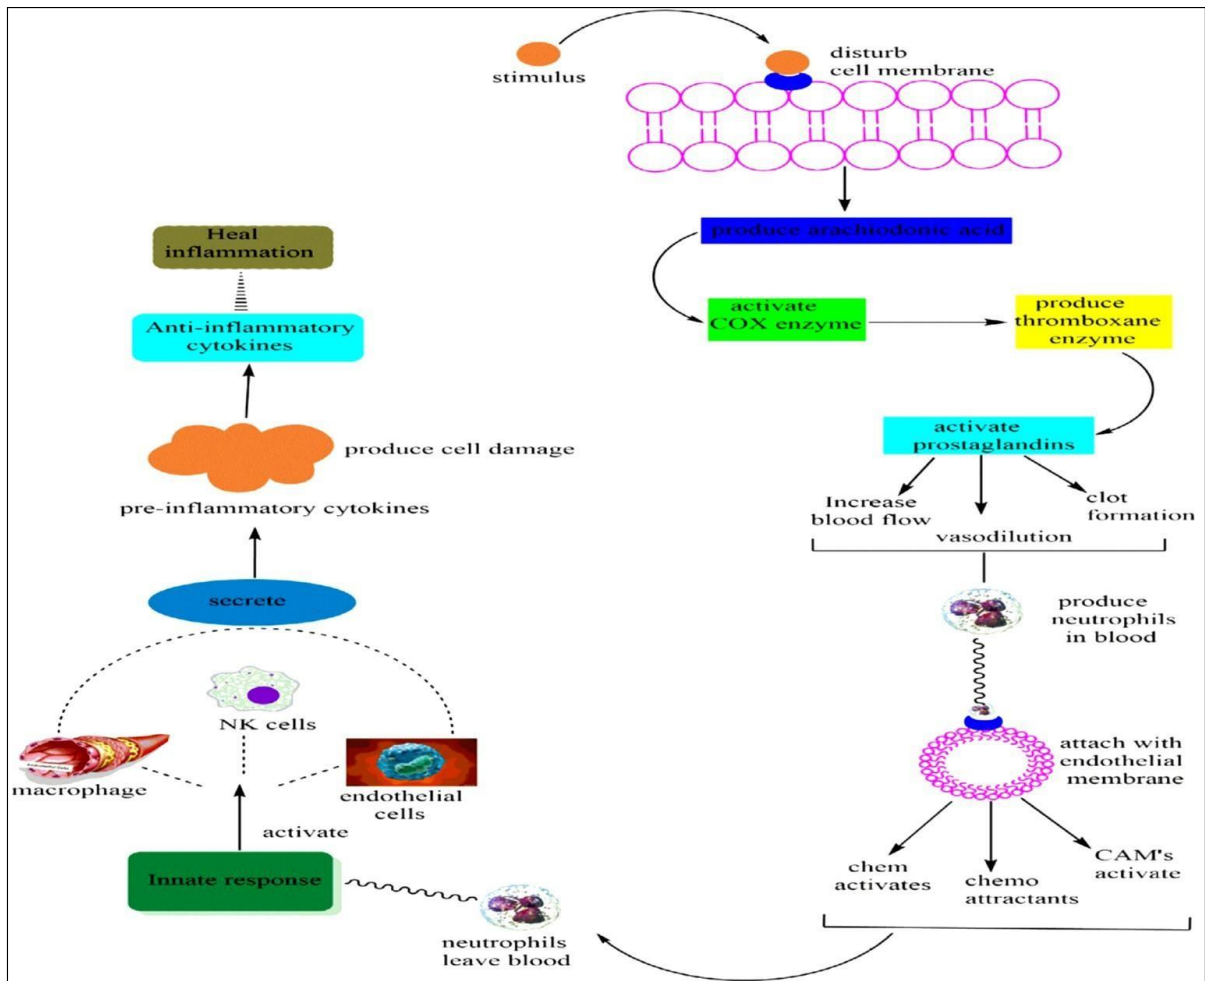 stimulus
disturb
cell membrane
produce arachiodonic acid
activate
COX enzyme
produce
thromboxane
enzyme
activate
prostaglandins
Increase
blood flow
vasodilution
clot
formation
produce
neutrophils
in blood
attach with
endothelial
membrane
chem
activates
chemo
attractants
CAM's
activate
neutrophils
leave blood
Innate response
activate
macrophage
NK cells
endothelial
cells
secrete
pre-inflammatory cytokines
produce cell damage
Anti-inflammatory
cytokines
Heal
inflammation